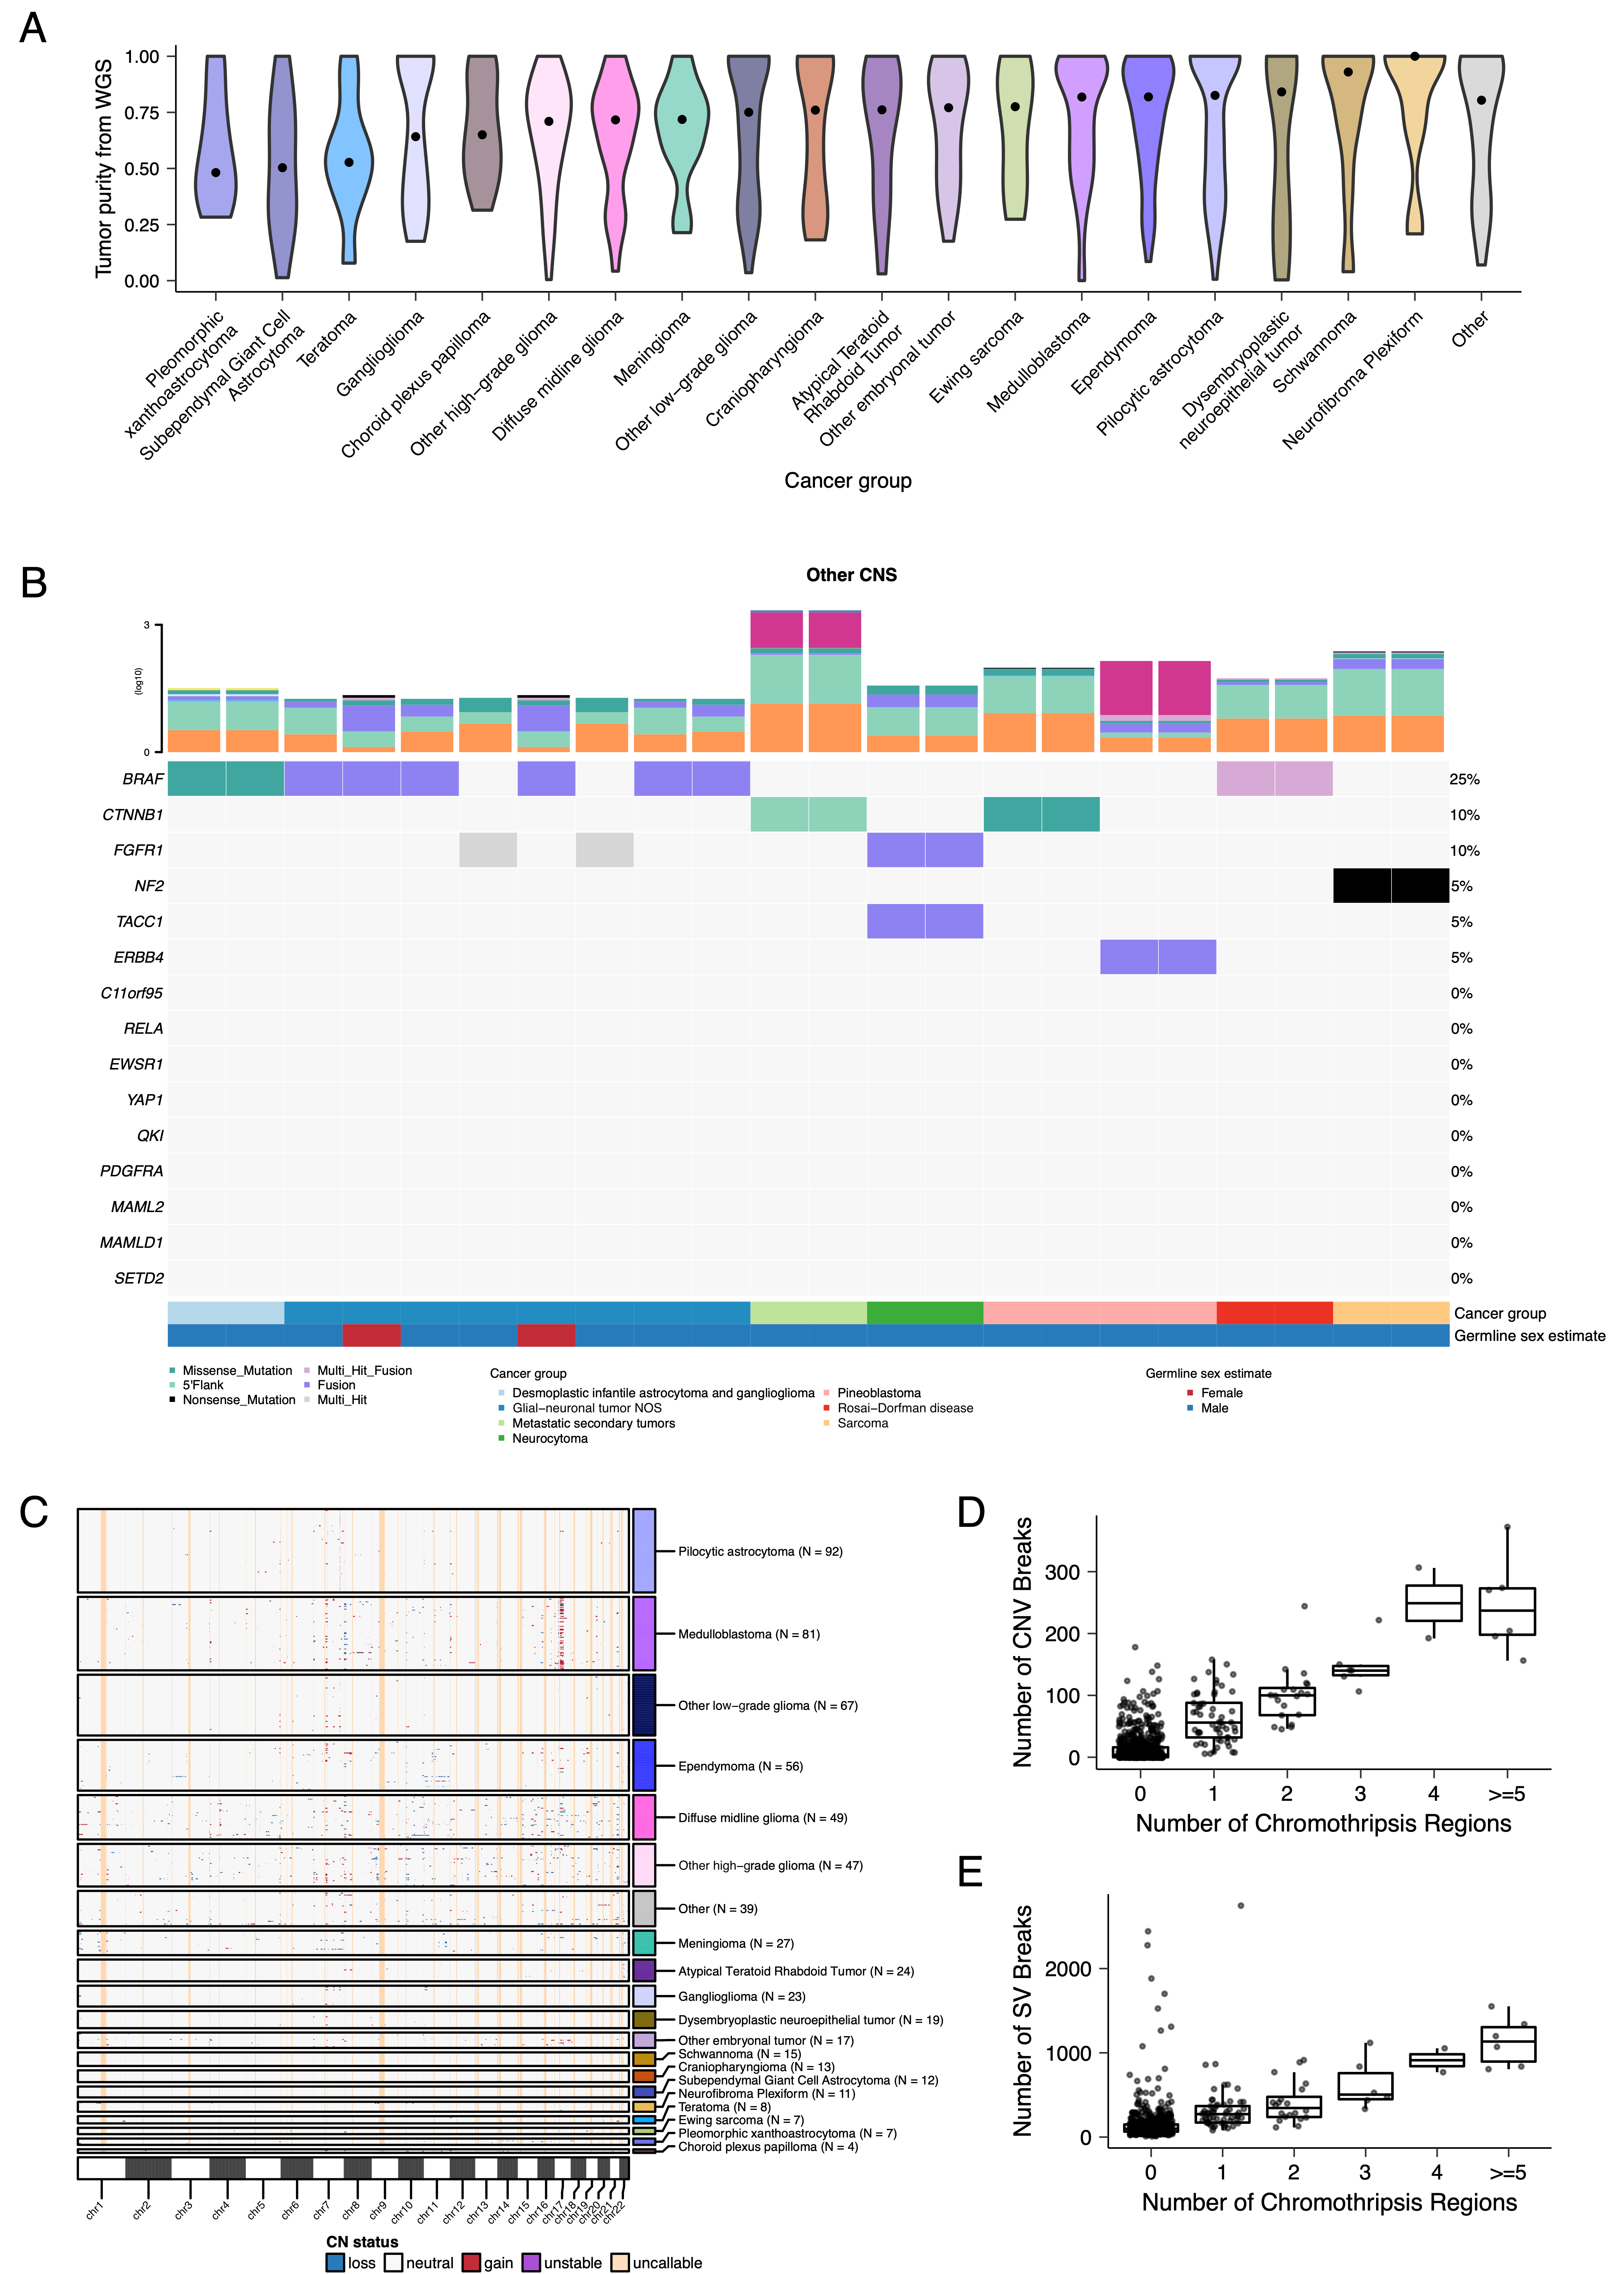 A
Tumor purity from WGS
1.00
0.75
0.50
0.25
0.00
Pleomorphic
xanthoastrocytoma
Subependymal Giant Cell
Astrocytoma
Teratoma
Ganglioglioma
Choroid plexus papilloma
Other high−grade glioma
Diffuse midline glioma
Meningioma
Other low−grade glioma
Craniopharyngioma
Atypical Teratoid
Rhabdoid Tumor
Other embryonal tumor
Ewing sarcoma
Medulloblastoma
Ependymoma
Pilocytic astrocytoma
Dysembryoplastic
neuroepithelial tumor
Schwannoma
Neurofibroma Plexiform
Other
Cancer group
B
Other CNS
3
(log10)
0
BRAF 25%
CTNNB1 10%
FGFR1 10%
NF2 5%
TACC1 5%
ERBB4 5%
C11orf95 0%
RELA 0%
EWSR1 0%
YAP1 0%
QKI 0%
PDGFRA 0%
MAML2 0%
MAMLD1 0%
SETD2 0%
Cancer group
Germline sex estimate
Missense_Mutation
5'Flank
Nonsense_Mutation
Multi_Hit_Fusion
Fusion
Multi_Hit
Cancer group
Desmoplastic infantile astrocytoma and ganglioglioma
Glial−neuronal tumor NOS
Metastatic secondary tumors
Neurocytoma
Pineoblastoma
Rosai−Dorfman disease
Sarcoma
Germline sex estimate
Female
Male
C
Pilocytic astrocytoma (N = 92)
Medulloblastoma (N = 81)
Other low−grade glioma (N = 67)
Ependymoma (N = 56)
Diffuse midline glioma (N = 49)
Other high−grade glioma (N = 47)
Other (N = 39)
Meningioma (N = 27)
Atypical Teratoid Rhabdoid Tumor (N = 24)
Ganglioglioma (N = 23)
Dysembryoplastic neuroepithelial tumor (N = 19)
Other embryonal tumor (N = 17)
Schwannoma (N = 15)
Craniopharyngioma (N = 13)
Subependymal Giant Cell Astrocytoma (N = 12)
Neurofibroma Plexiform (N = 11)
Teratoma (N = 8)
Ewing sarcoma (N = 7)
Pleomorphic xanthoastrocytoma (N = 7)
Choroid plexus papilloma (N = 4)
chr1
chr2
chr3
chr4
chr5
chr6
chr7
chr8
chr9
chr10
chr11
chr12
chr13
chr14
chr15
chr16
chr17
chr18
chr19
chr20
chr21
chr22
CN status
loss neutral gain unstable uncallable
D
Number of CNV Breaks
300
200
100
0
0 1 2 3 4 >=5
Number of Chromothripsis Regions
E
Number of SV Breaks
2000
1000
0
0 1 2 3 4 >=5
Number of Chromothripsis Regions